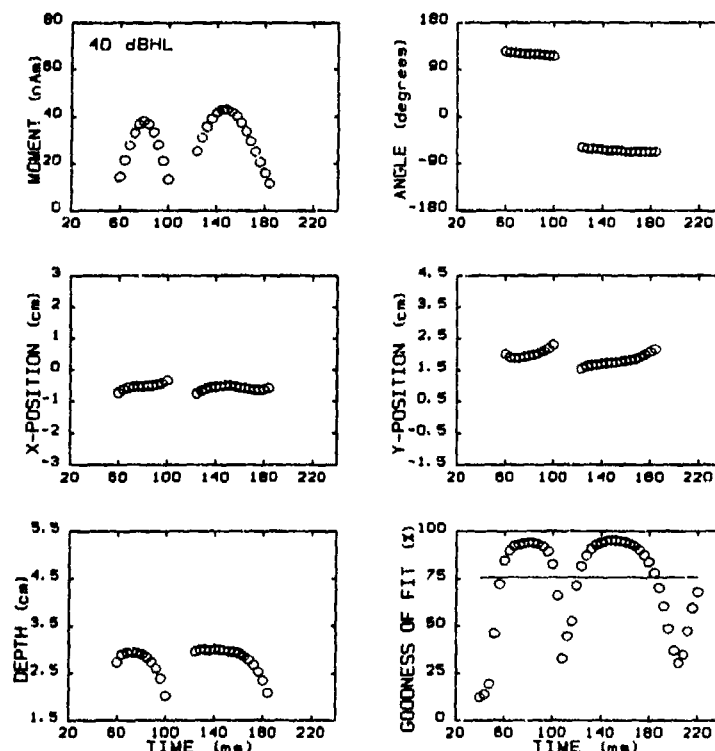 MOMENT (nAm)
80
60
40
20
0
40 dBHL
20 60 100 140 180 220
ANGLE (degrees)
180
90
0
-90
-180
20 60 100 140 180 220
X-POSITION (cm)
3
2
1
0
-1
-2
-3
20 60 100 140 180 220
Y-POSITION (cm)
4.5
3.5
2.5
1.5
0.5
-0.5
-1.5
20 60 100 140 180 220
DEPTH (cm)
5.5
4.5
3.5
2.5
1.5
20 60 100 140 180 220
TIME (ms)
GOODNESS OF FIT (%)
100
75
50
25
0
20 60 100 140 180 220
TIME (ms)